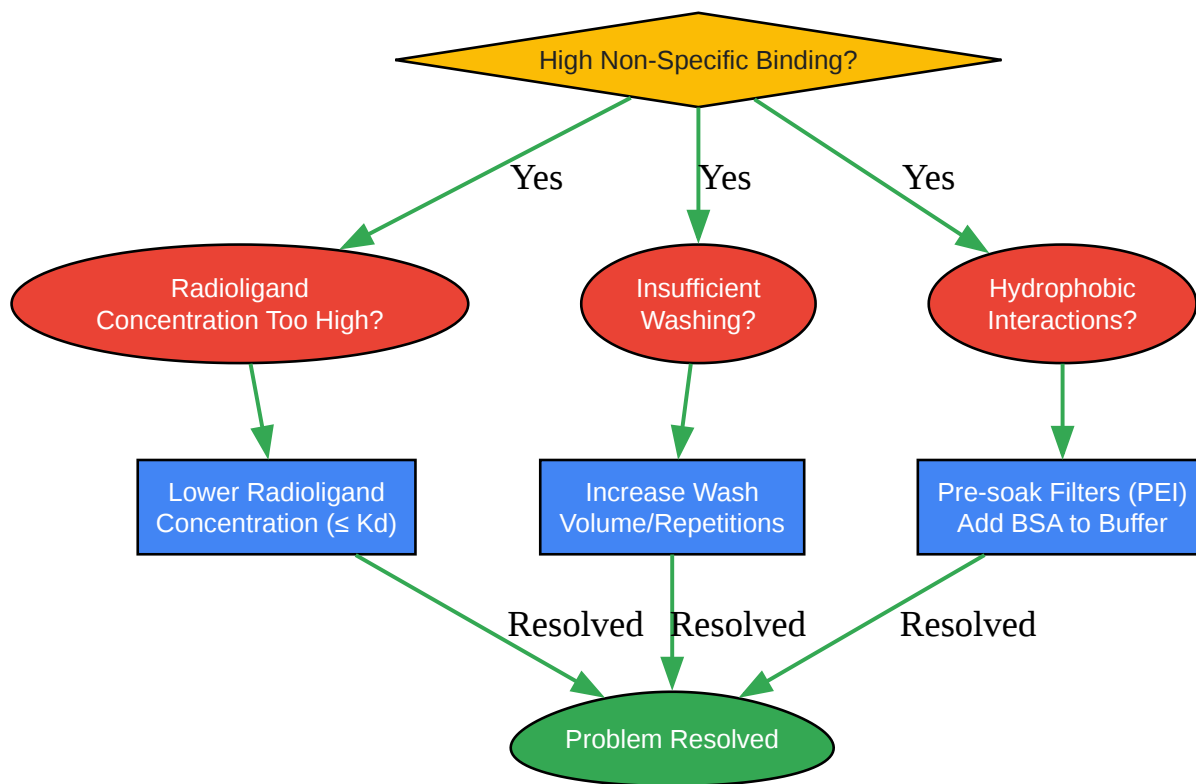 High Non-Specific Binding?
Yes
Yes
Yes
Radioligand
Concentration Too High?
Insufficient
Washing?
Hydrophobic
Interactions?
Lower Radioligand
Concentration (≤ Kd)
Increase Wash
Volume/Repetitions
Pre-soak Filters (PEI)
Add BSA to Buffer
Resolved
Resolved
Resolved
Problem Resolved